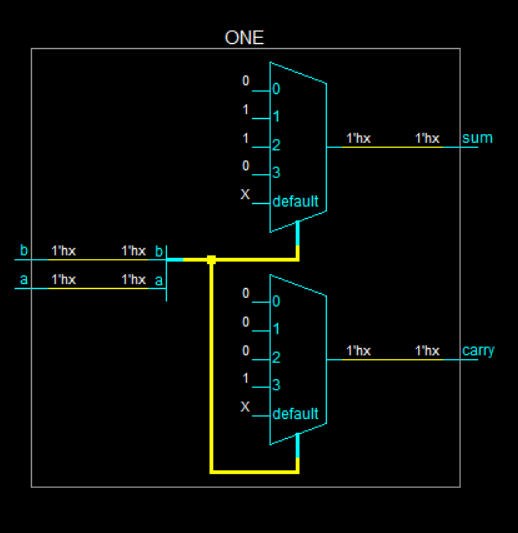 ONE
0 0
1 1
1 2 1'hx 1'hx sum
0 3
X default
b 1'hx 1'hx b
a 1'hx 1'hx a
0 0
0 1
0 2 1'hx 1'hx carry
1 3
X default